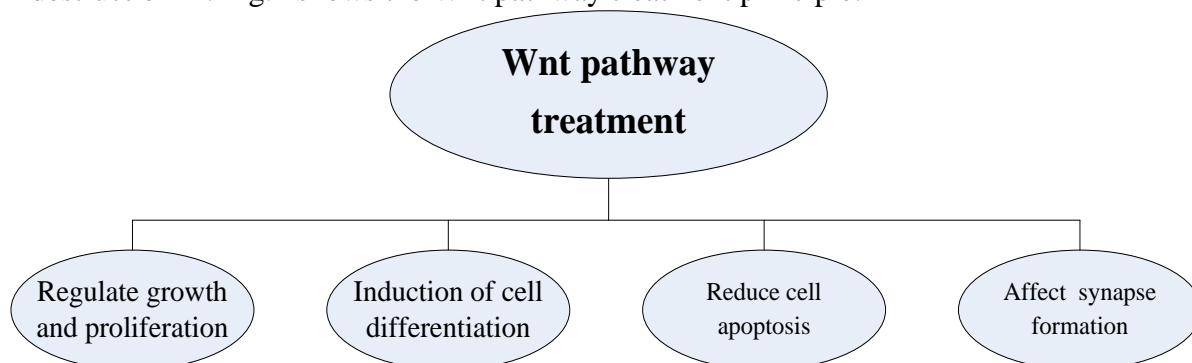 Wnt pathway
treatment
Regulate growth
and proliferation
Induction of cell
differentiation
Reduce cell
apoptosis
Affect synapse
formation